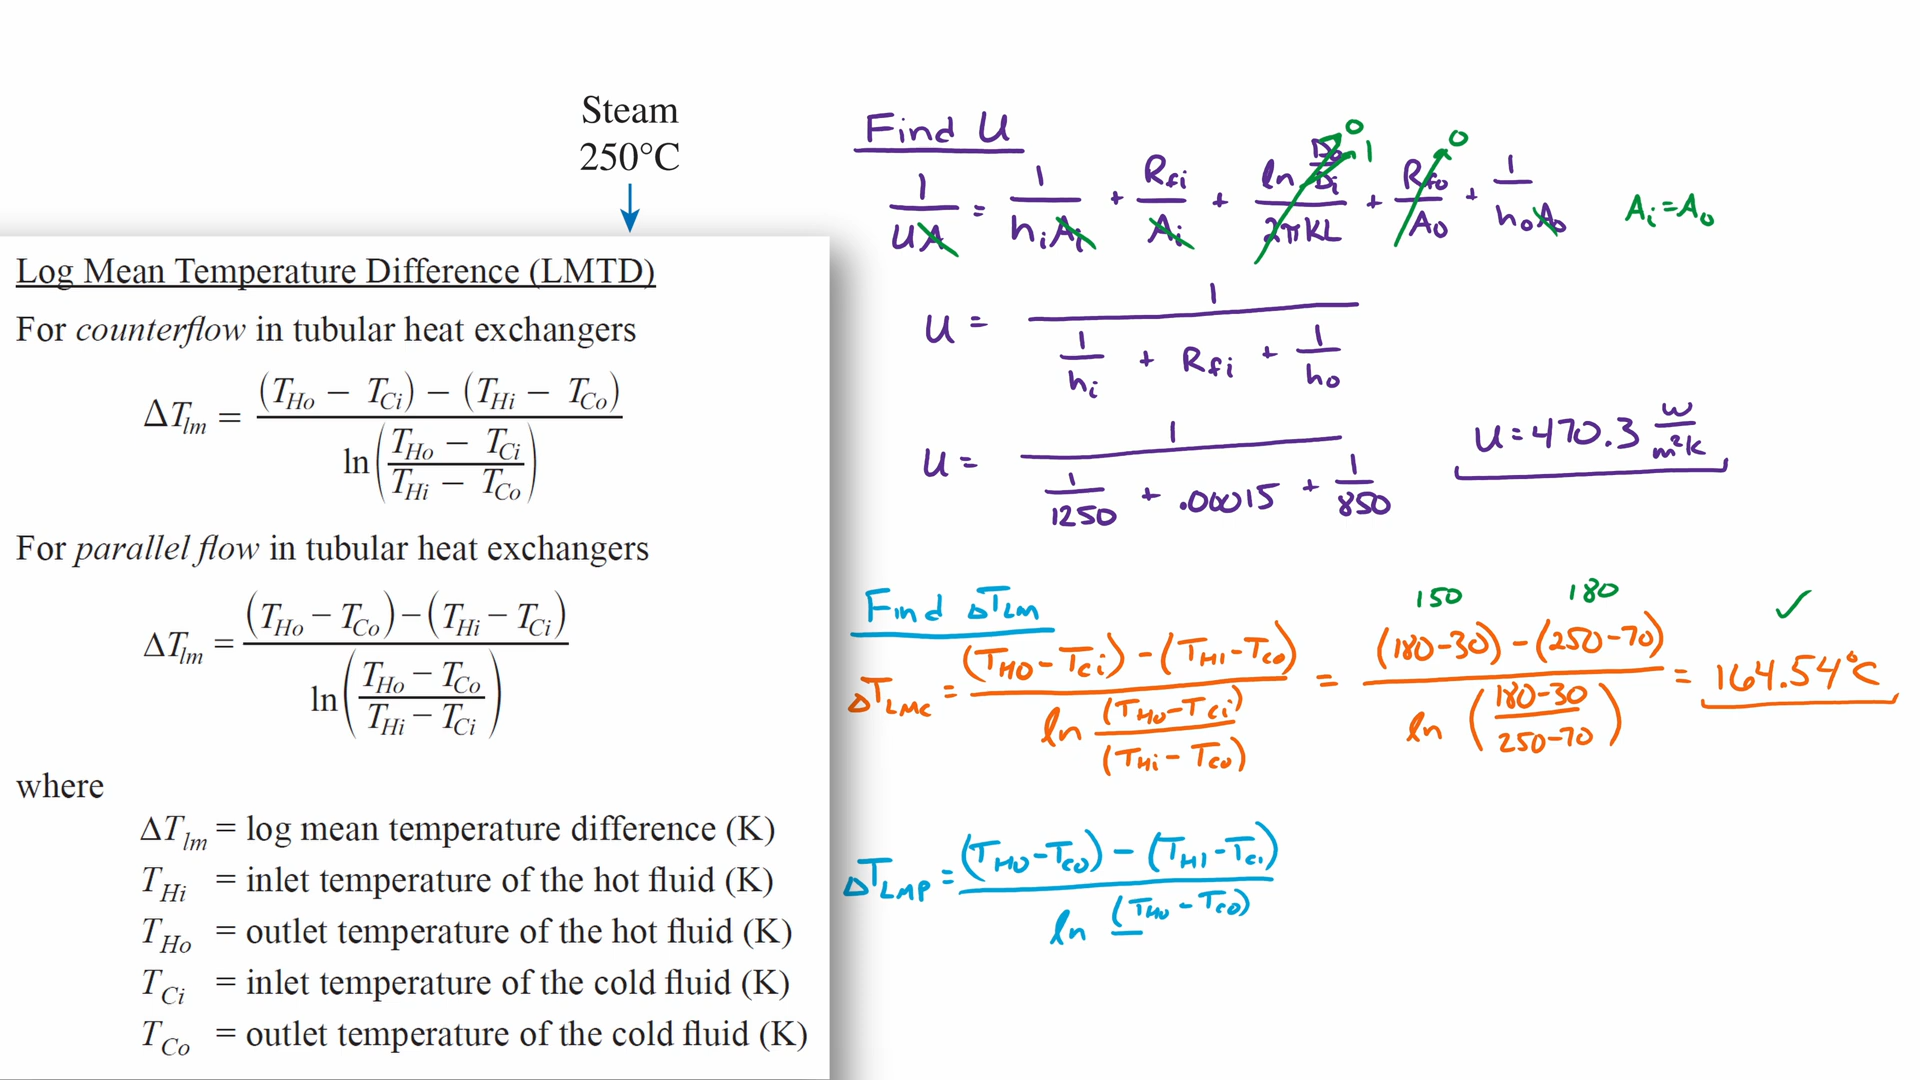 Steam
250°C
Log Mean Temperature Difference (LMTD)
For counterflow in tubular heat exchangers
ΔT_lm = ((T_Ho − T_Ci) − (T_Hi − T_Co)) / ln((T_Ho − T_Ci) / (T_Hi − T_Co))
For parallel flow in tubular heat exchangers
ΔT_lm = ((T_Ho − T_Co) − (T_Hi − T_Ci)) / ln((T_Ho − T_Co) / (T_Hi − T_Ci))
where
ΔT_lm = log mean temperature difference (K)
T_Hi = inlet temperature of the hot fluid (K)
T_Ho = outlet temperature of the hot fluid (K)
T_Ci = inlet temperature of the cold fluid (K)
T_Co = outlet temperature of the cold fluid (K)
Find U
0 1 0
1/(UA) = 1/(h_i A_i) + R_fi/A_i + ln(D_o/D_i)/(2πKL) + R_fo/A_o + 1/(h_o A_o) A_i = A_o
U = 1 / (1/h_i + R_fi + 1/h_o)
U = 1 / (1/1250 + .00015 + 1/850) U = 470.3 W/m²K
Find ΔT_LM
150 180 ✓
ΔT_LMC = ((T_HO − T_Ci) − (T_HI − T_CO)) / ln((T_HO − T_Ci) / (T_Hi − T_CO)) = ((180-30) − (250-70)) / ln((180-30) / (250-70)) = 164.54°C
ΔT_LMP = ((T_HO − T_CO) − (T_HI − T_Ci)) / ln (T_HO − T_CO)